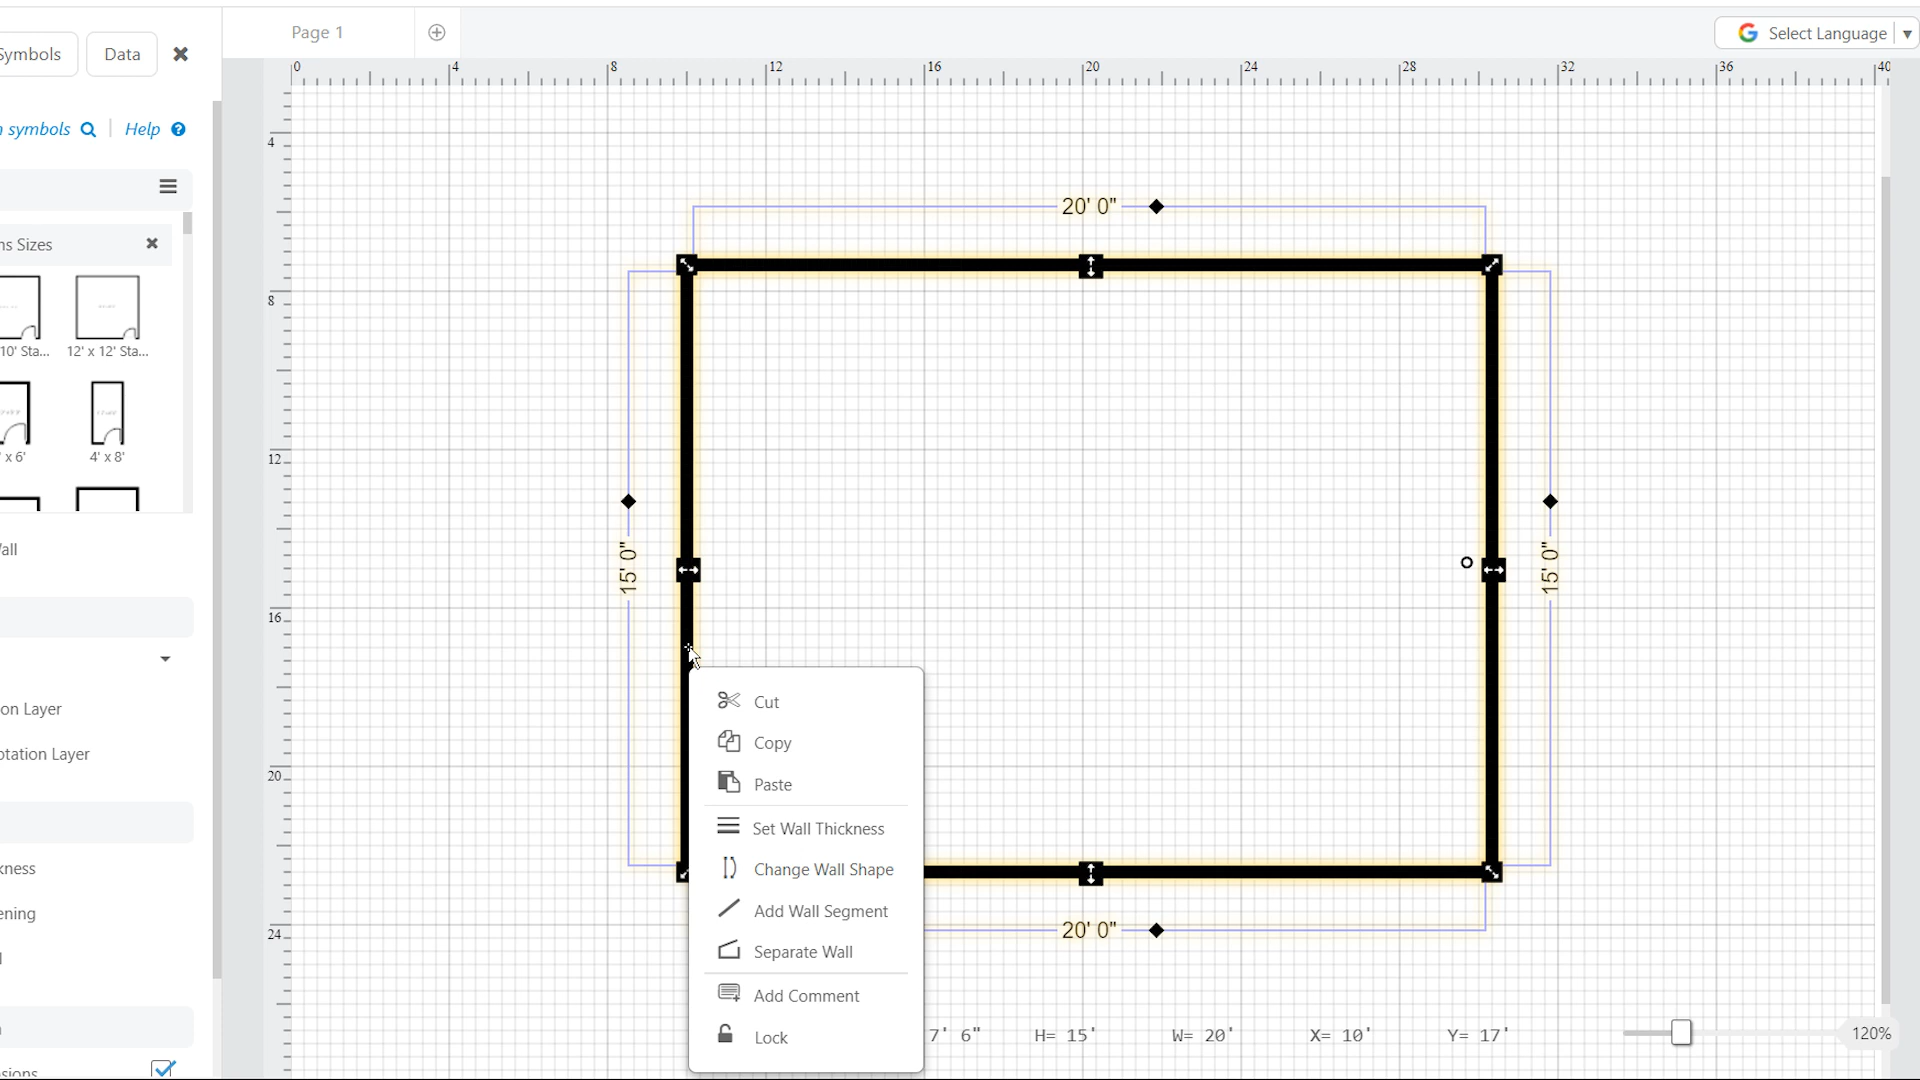 Page 1
Select Language
Symbols
Data
symbols
Help
0 4 8 12 16 20 24 28 32 36 40
4
8
12
16
20
24
ns Sizes
10' Sta...
12' x 12' Sta...
x 6'
4' x 8'
all
on Layer
otation Layer
kness
ening
sions
20' 0"
15' 0"
15' 0"
20' 0"
Cut
Copy
Paste
Set Wall Thickness
Change Wall Shape
Add Wall Segment
Separate Wall
Add Comment
Lock
7' 6" H= 15' W= 20' X= 10' Y= 17'
120%